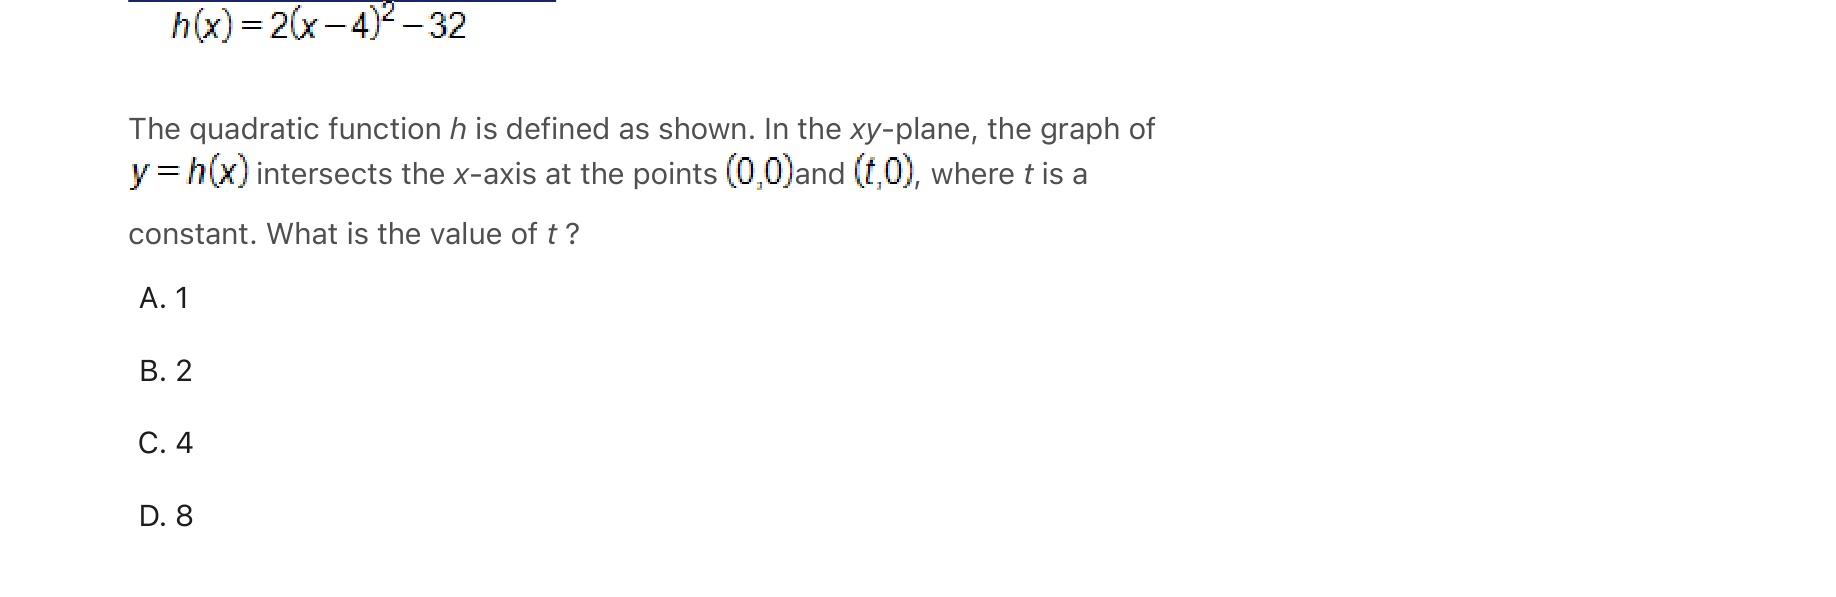 h(x) = 2(x – 4)² – 32
The quadratic function h is defined as shown. In the xy-plane, the graph of
y = h(x) intersects the x-axis at the points (0,0)and (t,0), where t is a
constant. What is the value of t ?
A. 1
B. 2
C. 4
D. 8